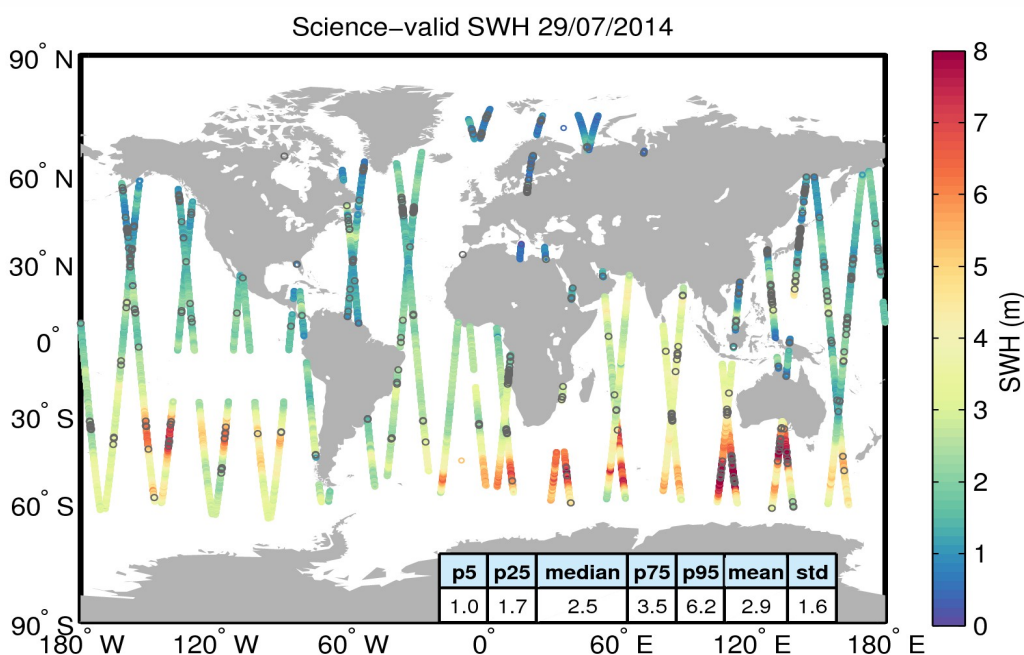 Science−valid SWH 29/07/2014
90° N
60° N
30° N
0°
30° S
60° S
90° S
180° W
120° W
60° W
0°
60° E
120° E
180° E
p5 p25 median p75 p95 mean std
1.0 1.7 2.5 3.5 6.2 2.9 1.6
8
7
6
5
4
3
2
1
0
SWH (m)